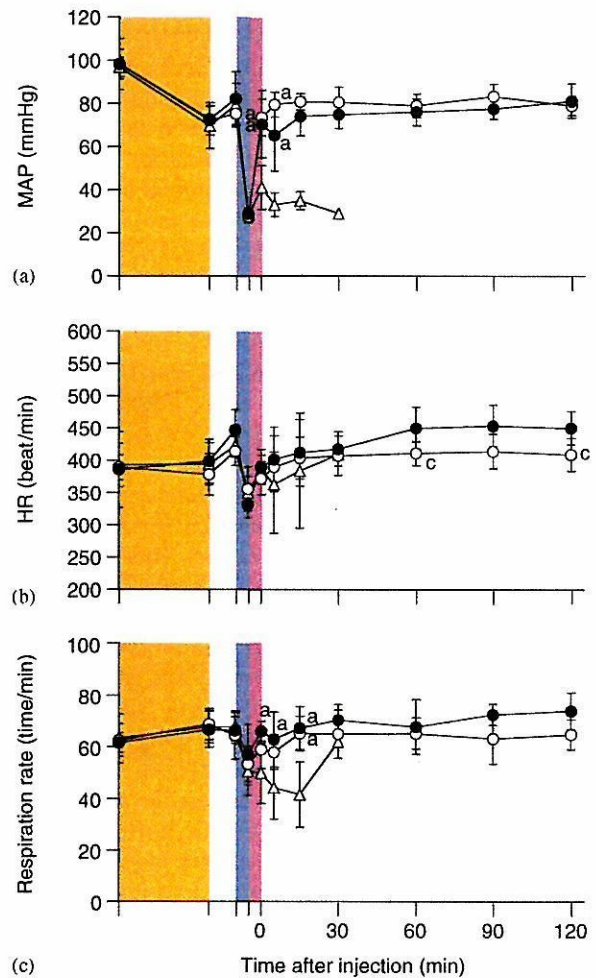 120
100
80
60
40
20
0
MAP (mmHg)
a
a
a
a
(a)
600
550
500
450
400
350
300
250
200
HR (beat/min)
c
c
(b)
100
80
60
40
20
0
Respiration rate (time/min)
a
a
a
a
0 30 60 90 120
(c) Time after injection (min)